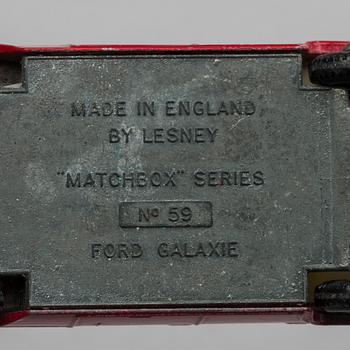 MADE IN ENGLAND
BY LESNEY
"MATCHBOX" SERIES
No 59
FORD GALAXIE